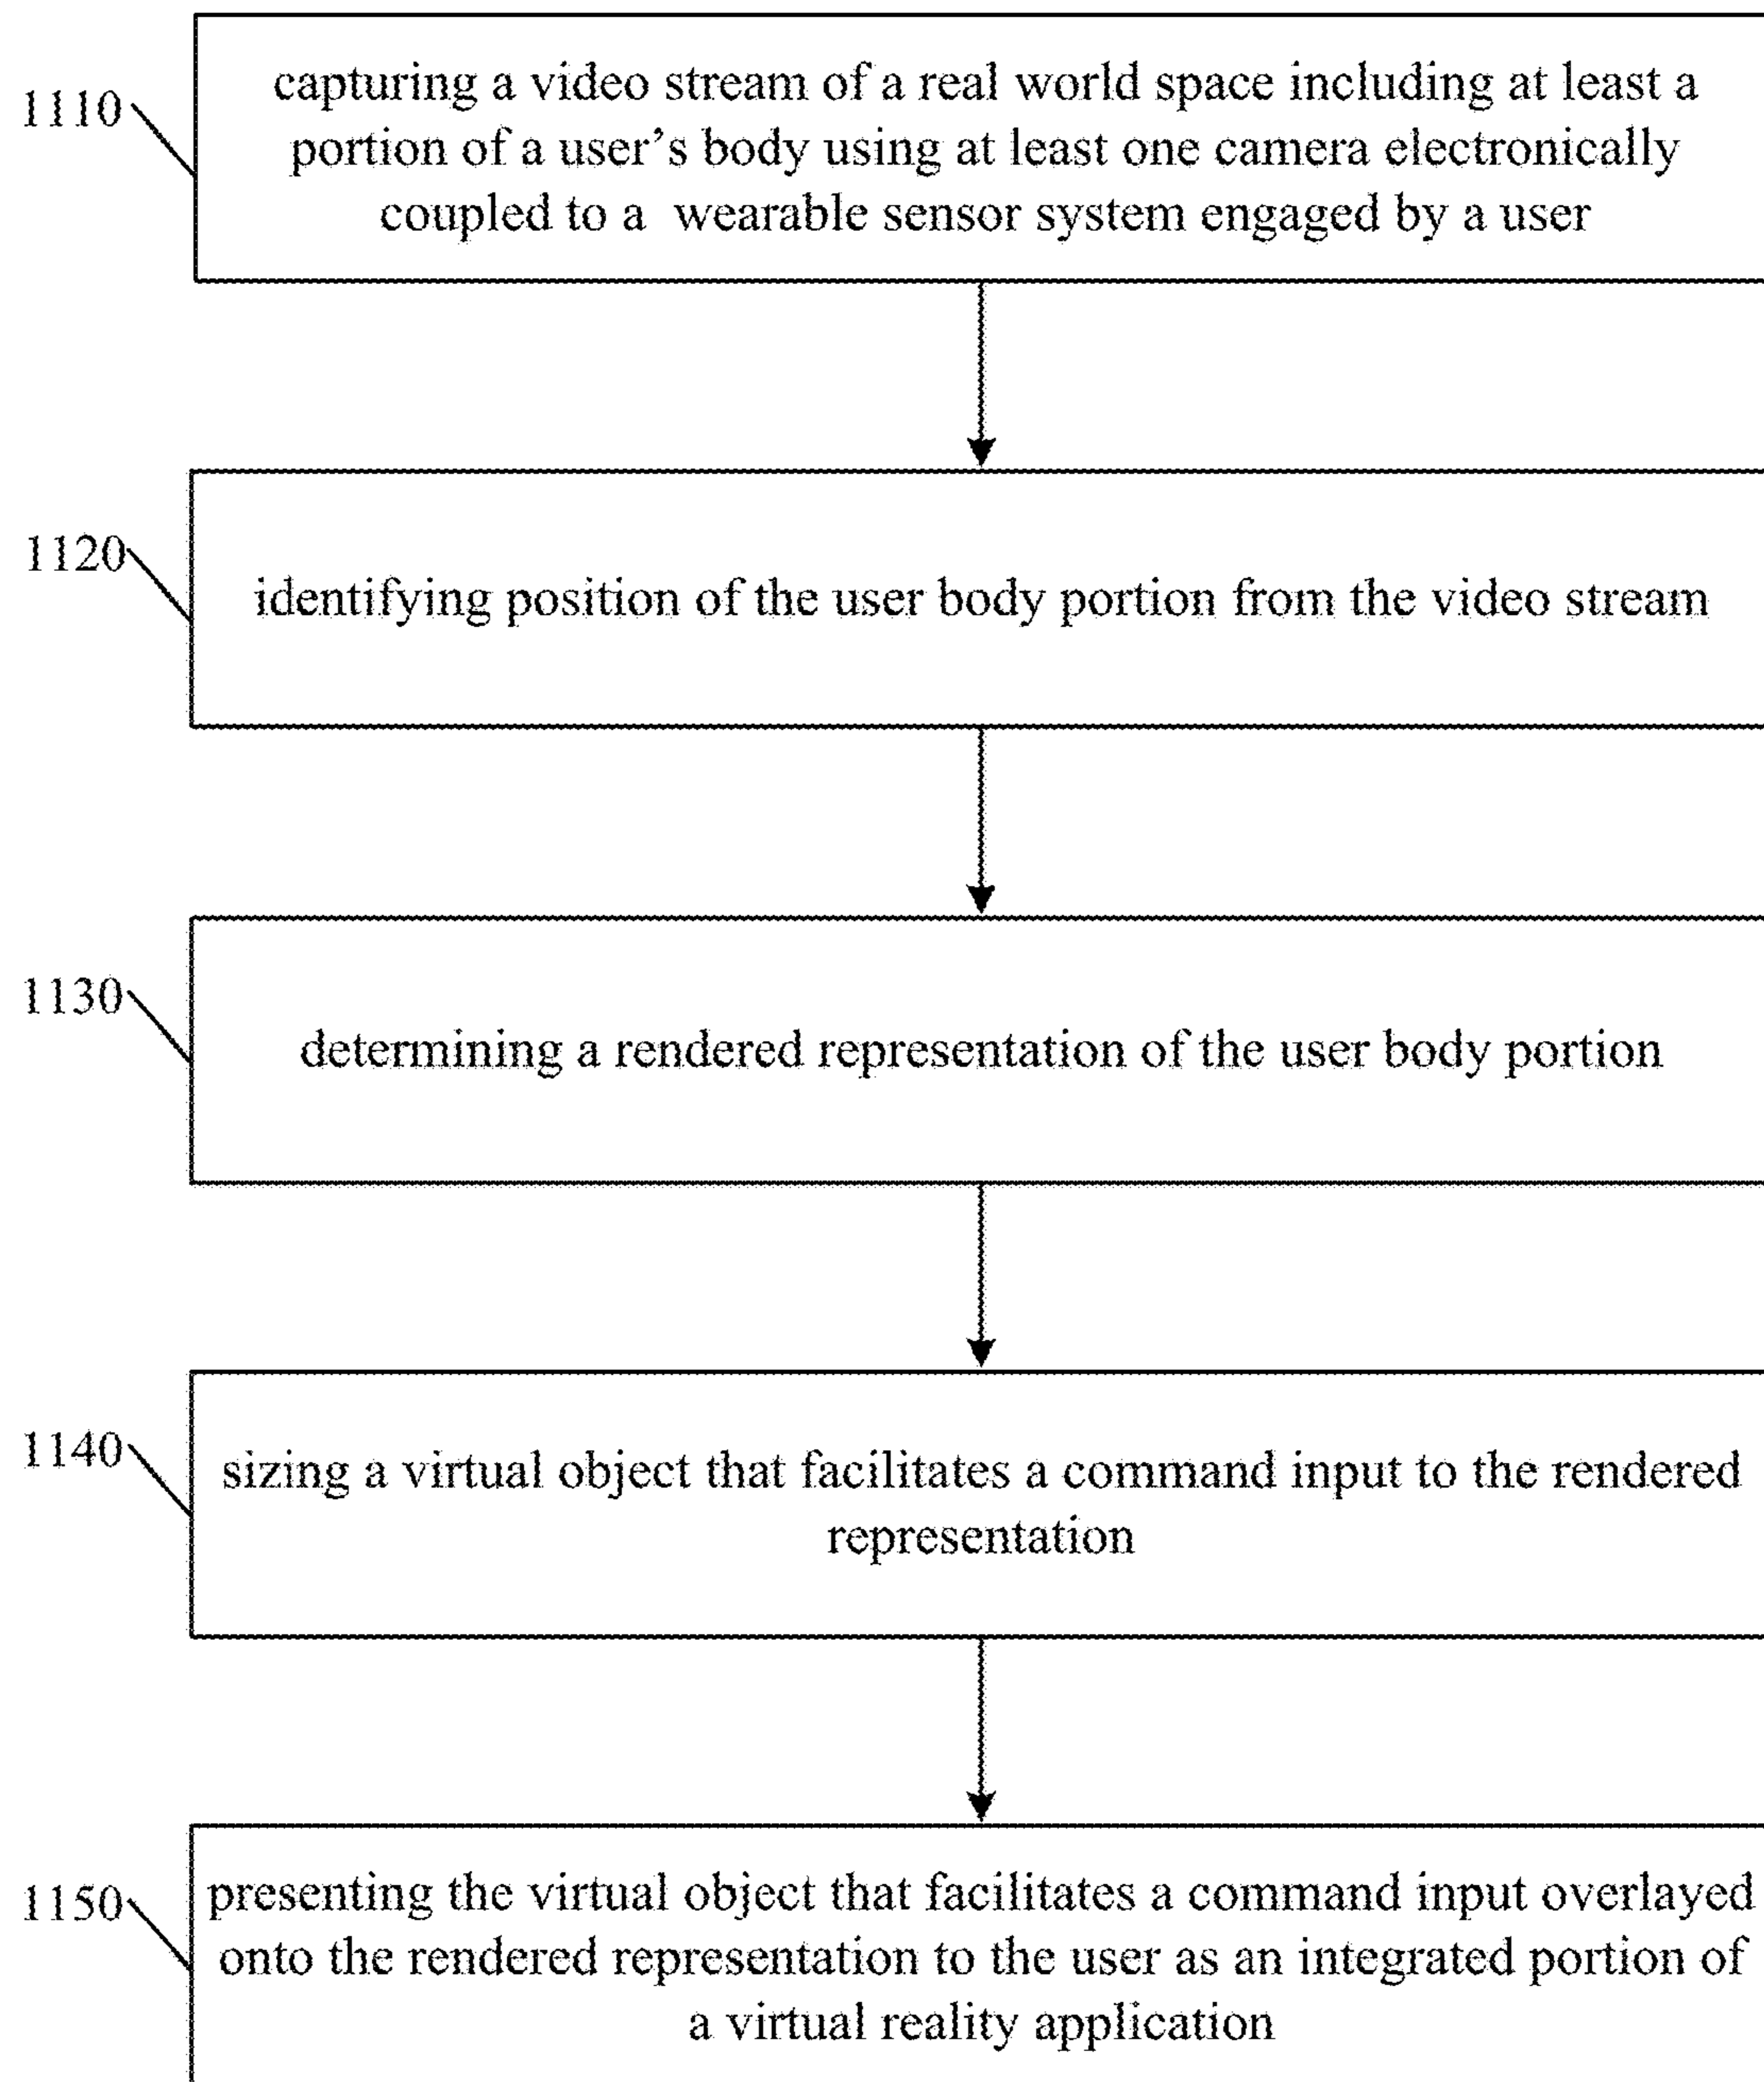 1110
capturing a video stream of a real world space including at least a
portion of a user's body using at least one camera electronically
coupled to a wearable sensor system engaged by a user
1120
identifying position of the user body portion from the video stream
1130
determining a rendered representation of the user body portion
1140
sizing a virtual object that facilitates a command input to the rendered
representation
1150
presenting the virtual object that facilitates a command input overlayed
onto the rendered representation to the user as an integrated portion of
a virtual reality application